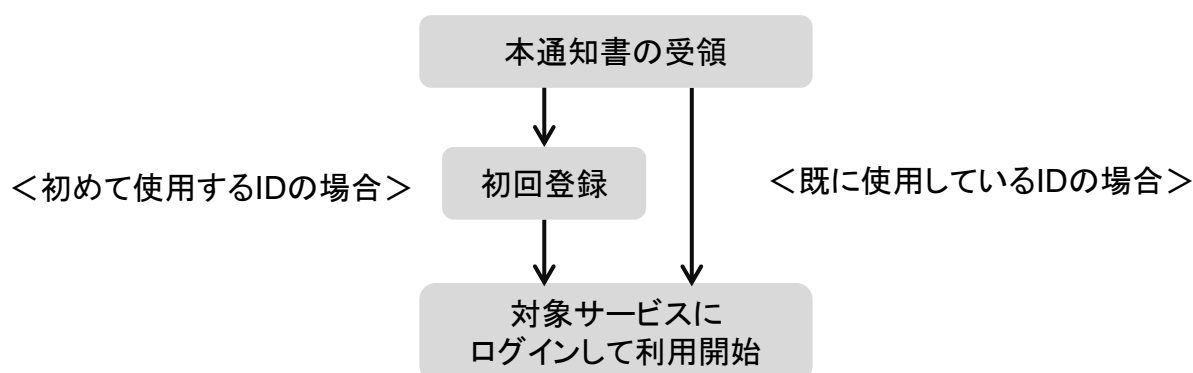 本通知書の受領
<初めて使用するIDの場合>
初回登録
<既に使用しているIDの場合>
対象サービスに
ログインして利用開始